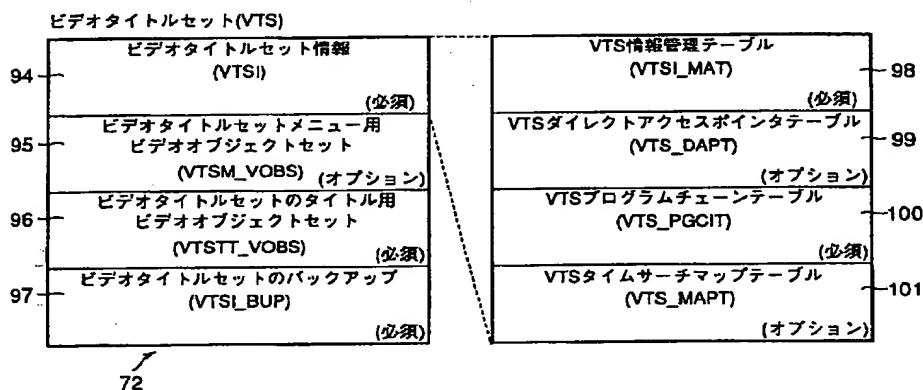 ビデオタイトルセット(VTS)
94
ビデオタイトルセット情報
(VTSI)
(必須)
95
ビデオタイトルセットメニュー用
ビデオオブジェクトセット
(VTSM_VOBS)
(オプション)
96
ビデオタイトルセットのタイトル用
ビデオオブジェクトセット
(VTSTT_VOBS)
(必須)
97
ビデオタイトルセットのバックアップ
(VTSI_BUP)
(必須)
72
VTS情報管理テーブル
(VTSI_MAT)
(必須)
98
VTSダイレクトアクセスポインタテーブル
(VTS_DAPT)
(オプション)
99
VTSプログラムチェーンテーブル
(VTS_PGCIT)
(必須)
100
VTSタイムサーチマップテーブル
(VTS_MAPT)
(オプション)
101